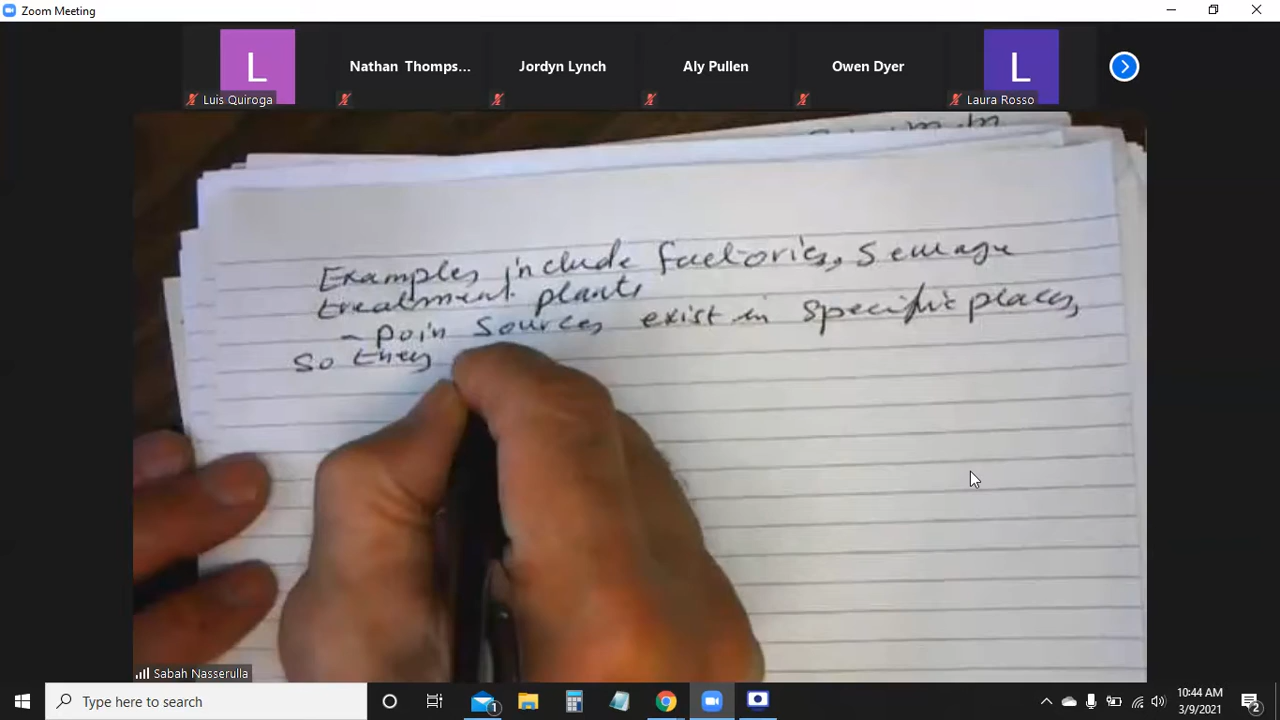 Zoom Meeting
L
Luis Quiroga
Nathan Thomps...
Jordyn Lynch
Aly Pullen
Owen Dyer
L
Laura Rosso
Examples include factories, sewage
treatment plants
- poin sources exist in specific places,
so they
Sabah Nasserulla
Type here to search
1
10:44 AM
3/9/2021
2